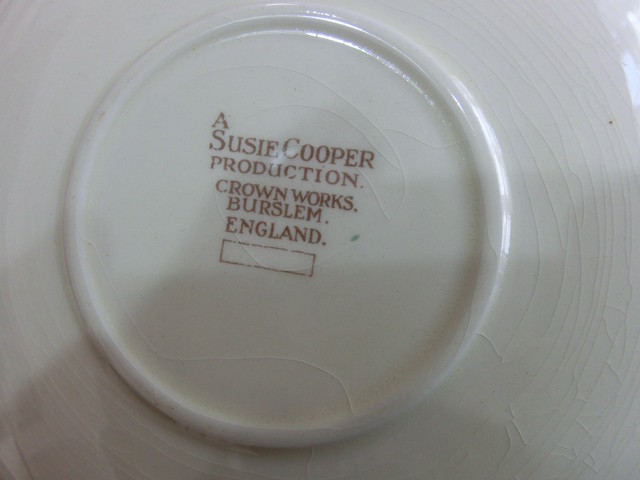 A
SUSIE COOPER
PRODUCTION.
CROWN WORKS.
BURSLEM.
ENGLAND.